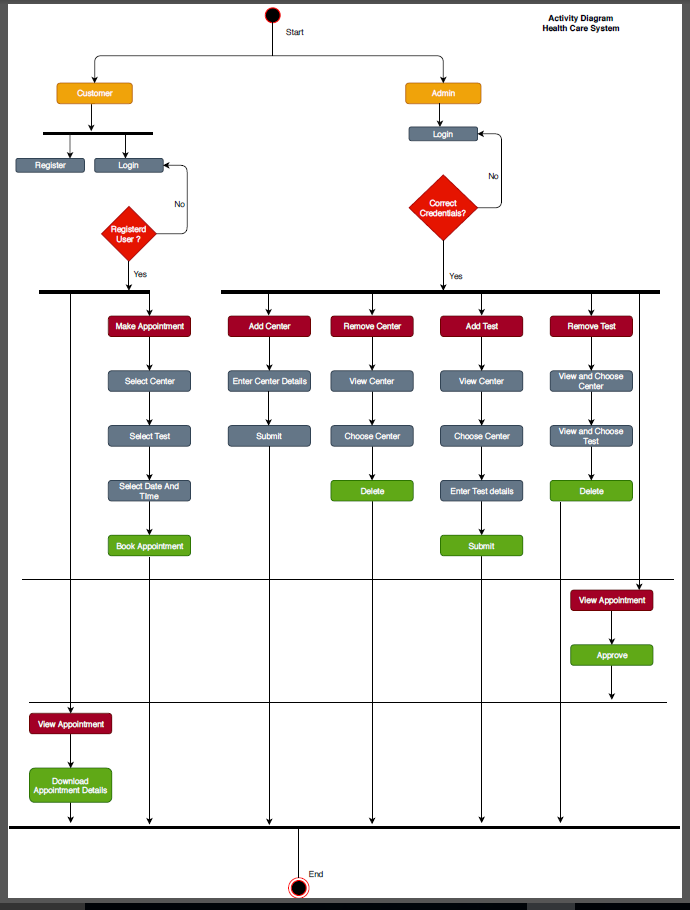 Activity Diagram
Health Care System
Start
Customer
Admin
Login
Register
Login
No
No
Correct
Credentials?
Registerd
User ?
Yes
Yes
Make Appointment
Add Center
Remove Center
Add Test
Remove Test
Select Center
Enter Center Details
View Center
View Center
View and Choose
Center
Select Test
Submit
Choose Center
Choose Center
View and Choose
Test
Select Date And
TIme
Delete
Enter Test details
Delete
Book Appointment
Submit
View Appointment
Approve
View Appointment
Download
Appointment Details
End